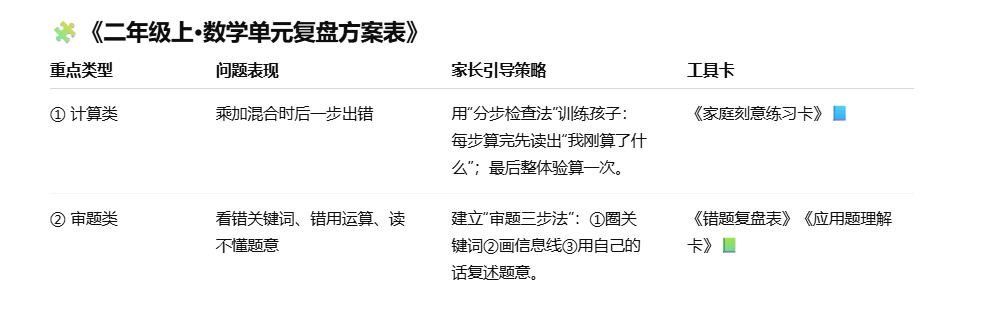 《二年级上·数学单元复盘方案表》
重点类型 问题表现 家长引导策略 工具卡
① 计算类 乘加混合时后一步出错 用“分步检查法”训练孩子： 《家庭刻意练习卡》
每步算完先读出“我刚算了什
么”；最后整体验算一次。
② 审题类 看错关键词、错用运算、读 建立“审题三步法”：①圈关 《错题复盘表》《应用题理解
不懂题意 键词②画信息线③用自己的 卡》
话复述题意。